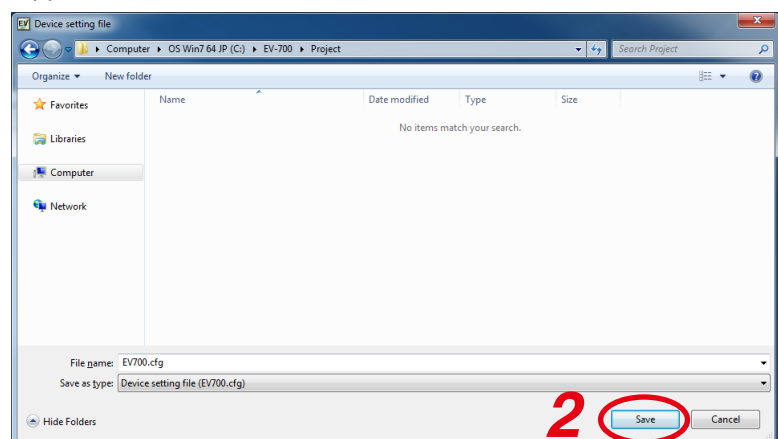 EV Device setting file
Computer OS Win7 64 JP (C:) EV-700 Project Search Project
Organize New folder
Name Date modified Type Size
Favorites
No items match your search.
Libraries
Computer
Network
File name: EV700.cfg
Save as type: Device setting file (EV700.cfg)
Hide Folders 2 Save Cancel